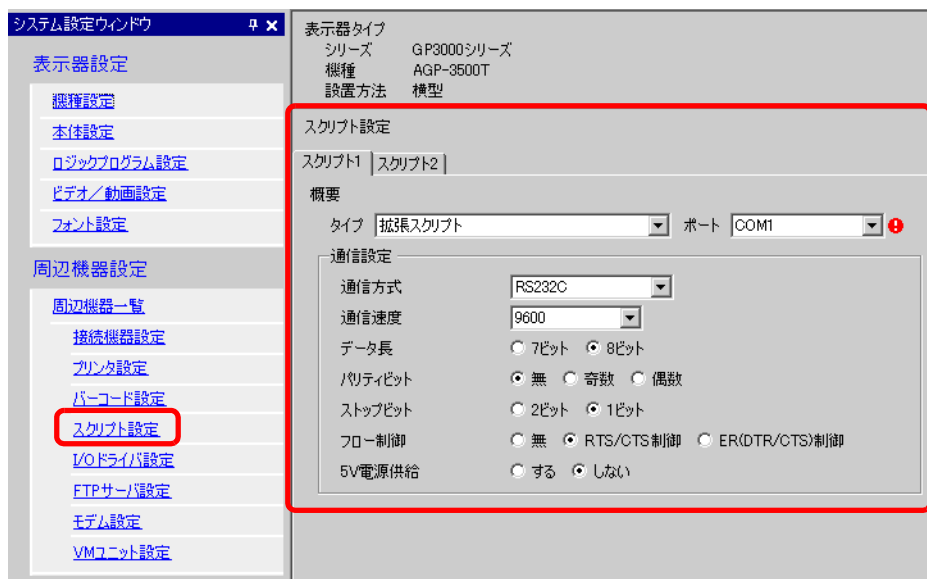 システム設定ウィンドウ
表示器設定
機種設定
本体設定
ロジックプログラム設定
ビデオ／動画設定
フォント設定
周辺機器設定
周辺機器一覧
接続機器設定
プリンタ設定
バーコード設定
スクリプト設定
I/Oドライバ設定
FTPサーバ設定
モデム設定
VMユニット設定
表示器タイプ
シリーズ GP3000シリーズ
機種 AGP-3500T
設置方法 横型
スクリプト設定
スクリプト1 スクリプト2
概要
タイプ 拡張スクリプト ポート COM1
通信設定
通信方式 RS232C
通信速度 9600
データ長 7ビット 8ビット
パリティビット 無 奇数 偶数
ストップビット 2ビット 1ビット
フロー制御 無 RTS/CTS制御 ER(DTR/CTS)制御
5V電源供給 する しない